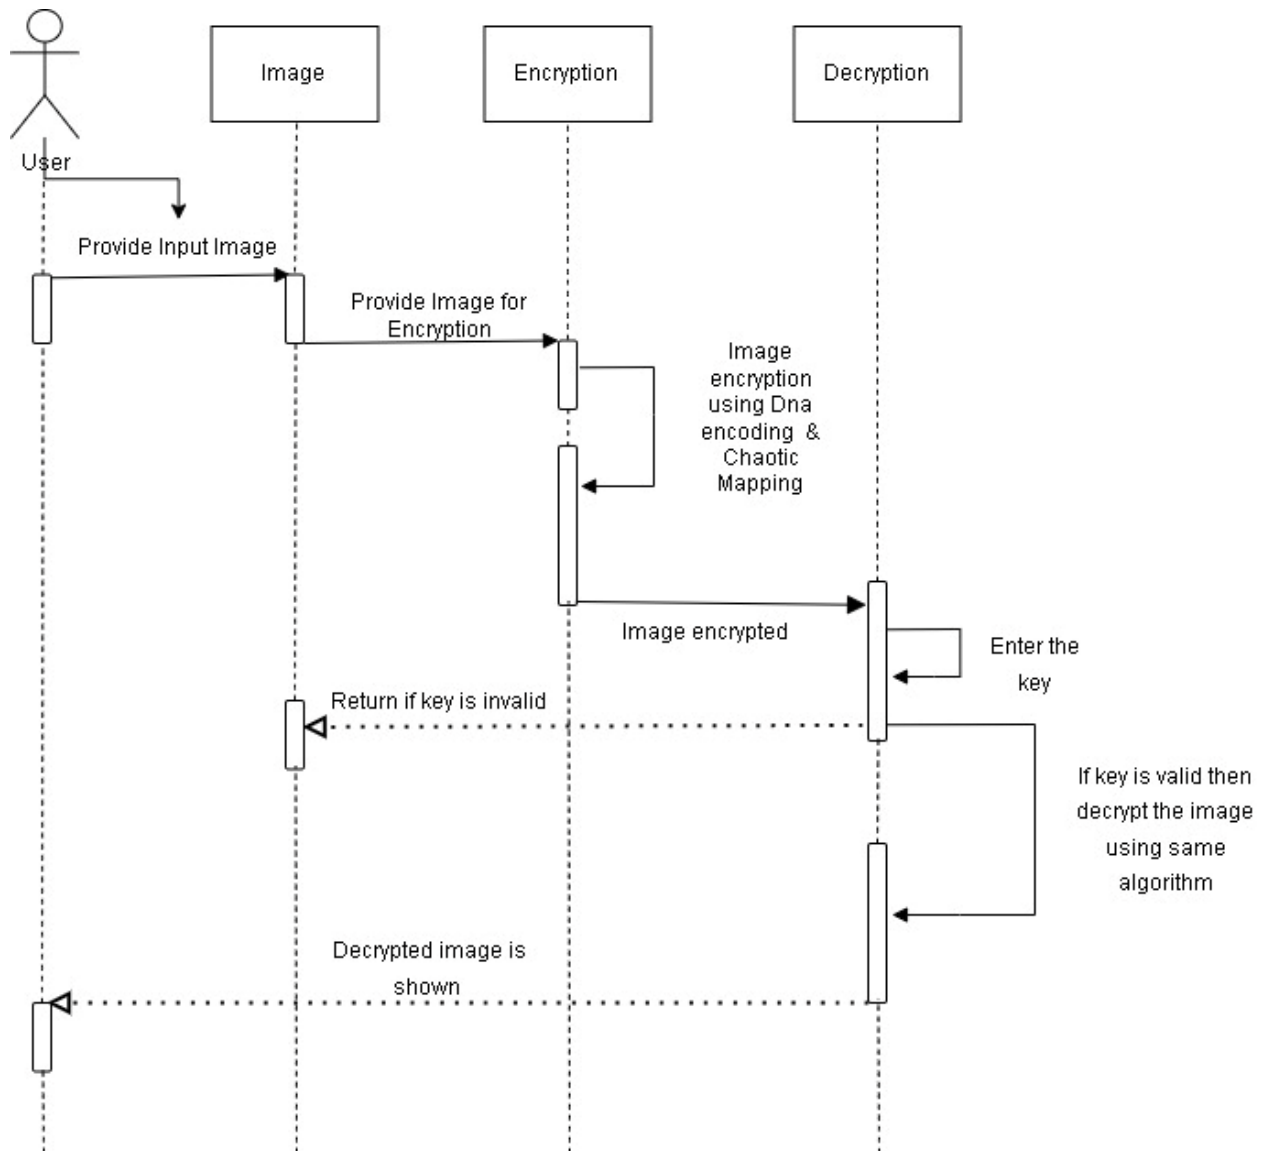 Image
Encryption
Decryption
User
Provide Input Image
Provide Image for
Encryption
Image
encryption
using Dna
encoding &
Chaotic
Mapping
Image encrypted
Enter the
key
Return if key is invalid
If key is valid then
decrypt the image
using same
algorithm
Decrypted image is
shown